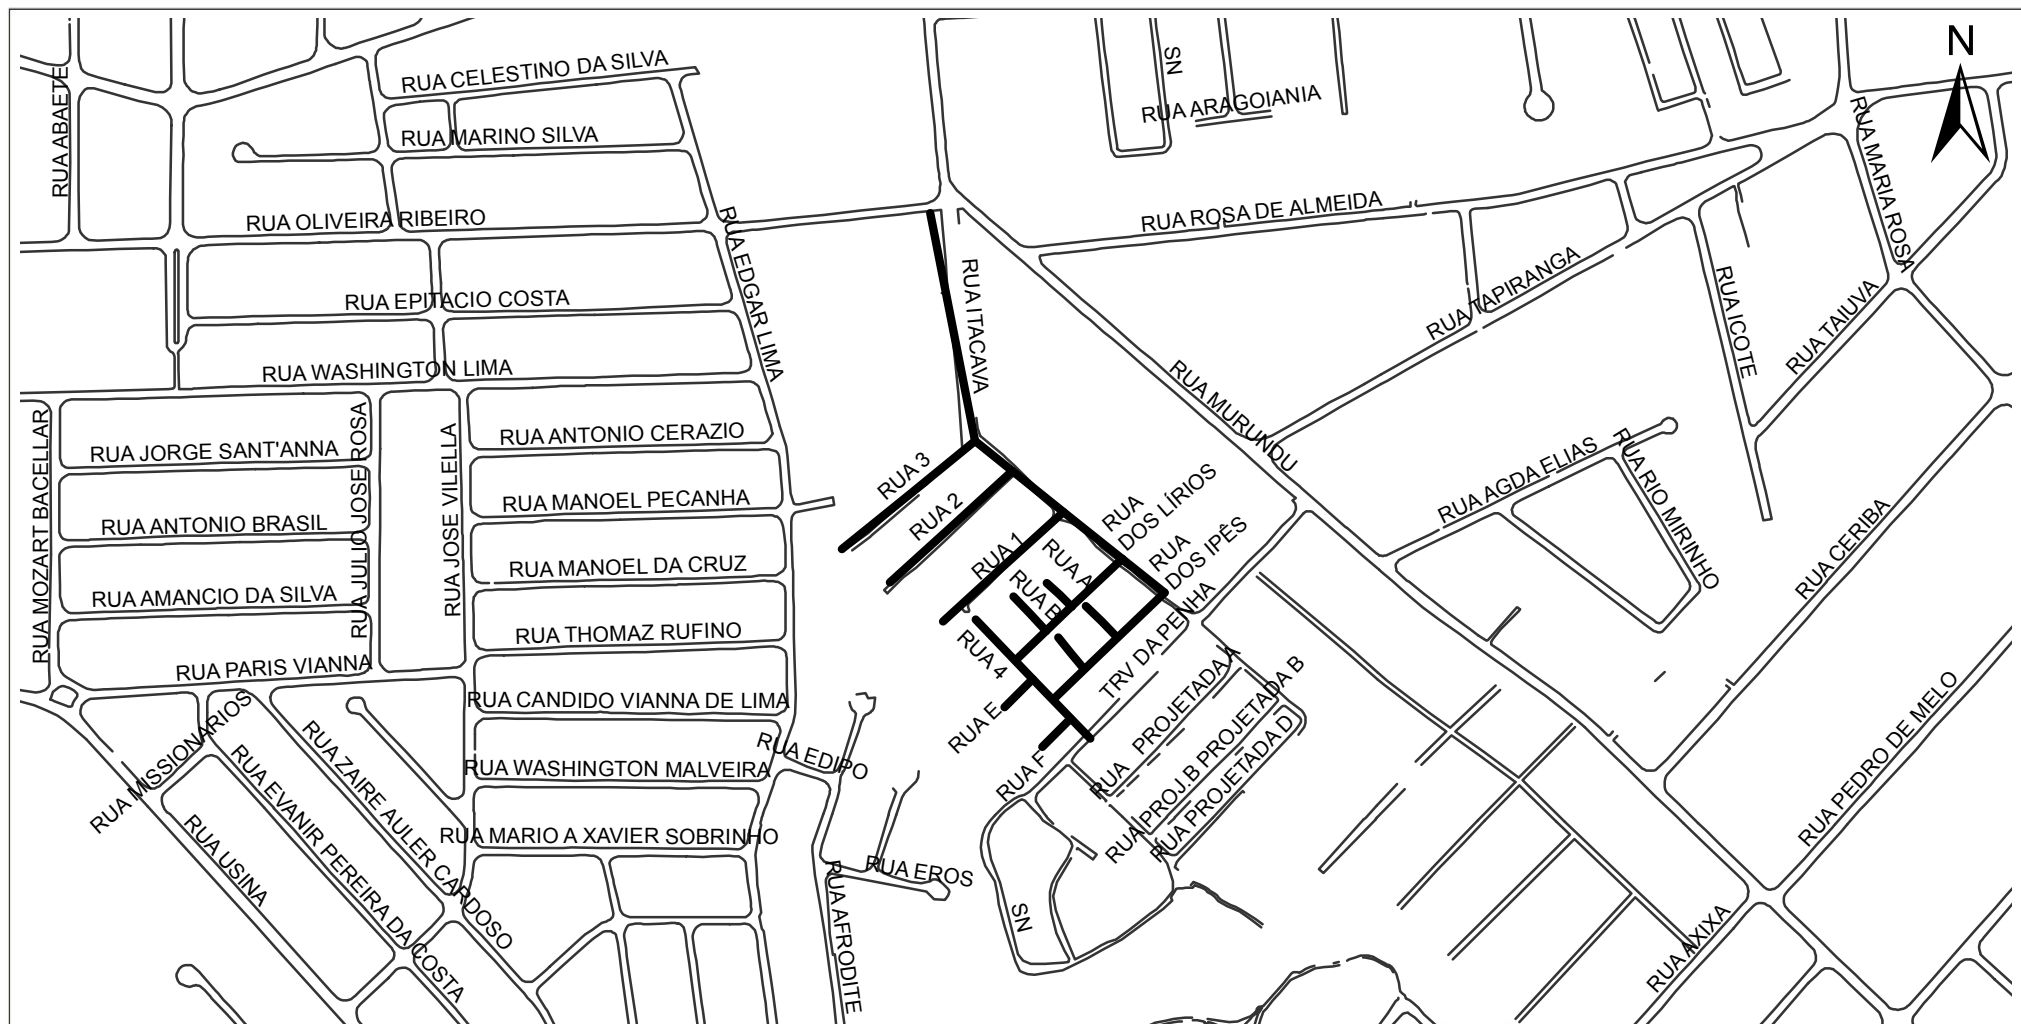 N
RUA CELESTINO DA SILVA
SN
RUA ARAGOIANIA
RUA ABAETE
RUA MARINO SILVA
RUA MARIA ROSA
RUA OLIVEIRA RIBEIRO
RUA ROSA DE ALMEIDA
RUA EDGAR LIMA
RUA ITACAVA
RUA TAPIRANGA
RUA ICOTE
RUA TAIUVA
RUA EPITACIO COSTA
RUA WASHINGTON LIMA
RUA MURUNDU
RUA MOZART BACELLAR
RUA JORGE SANT'ANNA
RUA JULIO JOSE ROSA
RUA JOSE VILELLA
RUA ANTONIO CERAZIO
RUA 3
RUA AGDA ELIAS
RUA RIO MIRINHO
RUA MANOEL PECANHA
RUA 2
RUA
DOS LÍRIOS
RUA ANTONIO BRASIL
RUA CERIBA
RUA 1
RUA A
RUA
DOS IPÊS
RUA MANOEL DA CRUZ
RUA B
RUA AMANCIO DA SILVA
RUA THOMAZ RUFINO
RUA 4
TRV DA PENHA
RUA PARIS VIANNA
RUA CANDIDO VIANNA DE LIMA
RUA E
RUA PROJETADA A
RUA PROJ.B PROJETADA B
RUA PROJETADA D
RUA MISSIONARIOS
RUA ZAIRE AULER CARDOSO
RUA EVANIR PEREIRA DA COSTA
RUA WASHINGTON MALVEIRA
RUA EDIPO
RUA F
RUA PEDRO DE MELO
RUA USINA
RUA MARIO A XAVIER SOBRINHO
RUA EROS
RUA AFRODITE
SN
RUA AXIXA